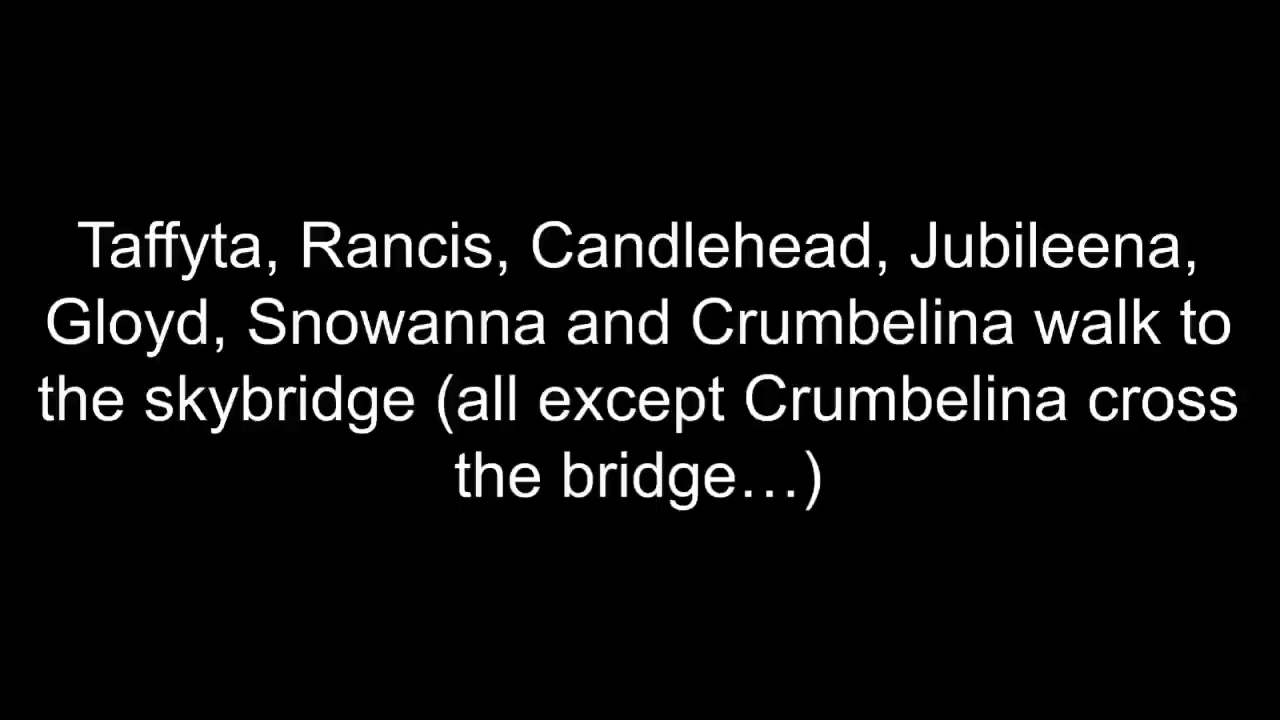 Taffyta, Rancis, Candlehead, Jubileena,
Gloyd, Snowanna and Crumbelina walk to
the skybridge (all except Crumbelina cross
the bridge…)